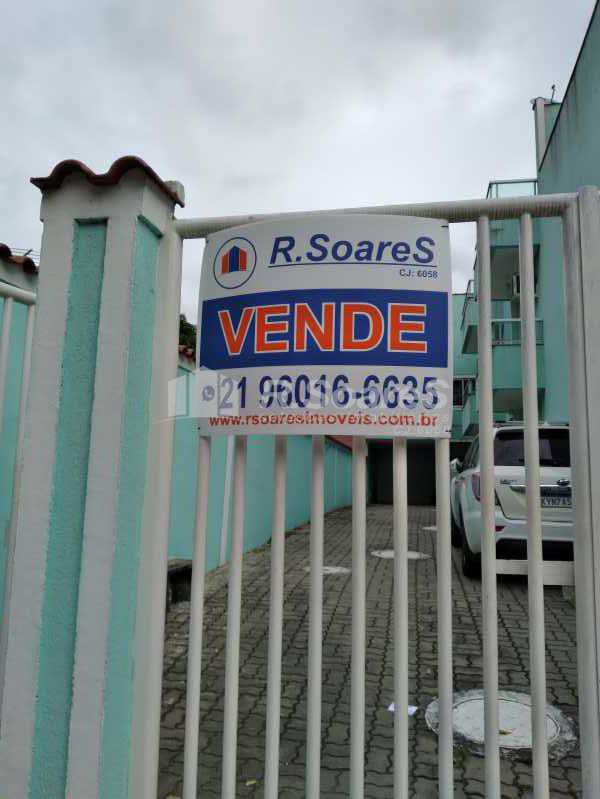 R.SoareS
CJ: 6058
VENDE
21 96016-6635
www.rsoaresimoveis.com.br